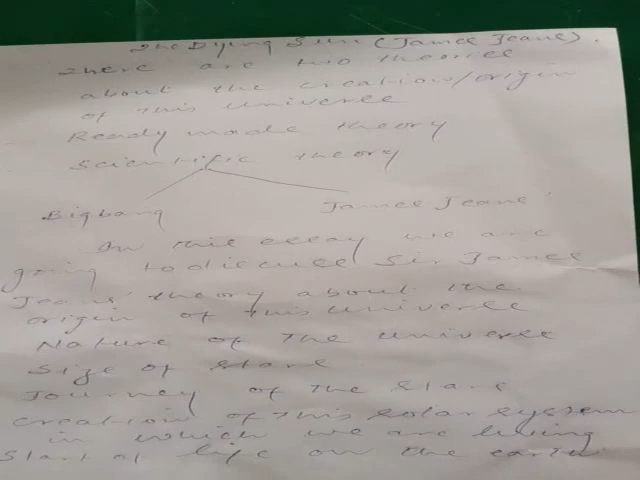 The Dying Sun (James Jeans).
There are two theories
about the creation/origin
of this universe
Ready made theory
Scientific theory
Bigbang James Jeans'
In this essay we are
going to discuss Sir James
Jeans' theory about the
origin of this universe
Nature of the universe
Size of stars
Journey of the stars
creation of this solar system
in which we are living
Start of life on the earth